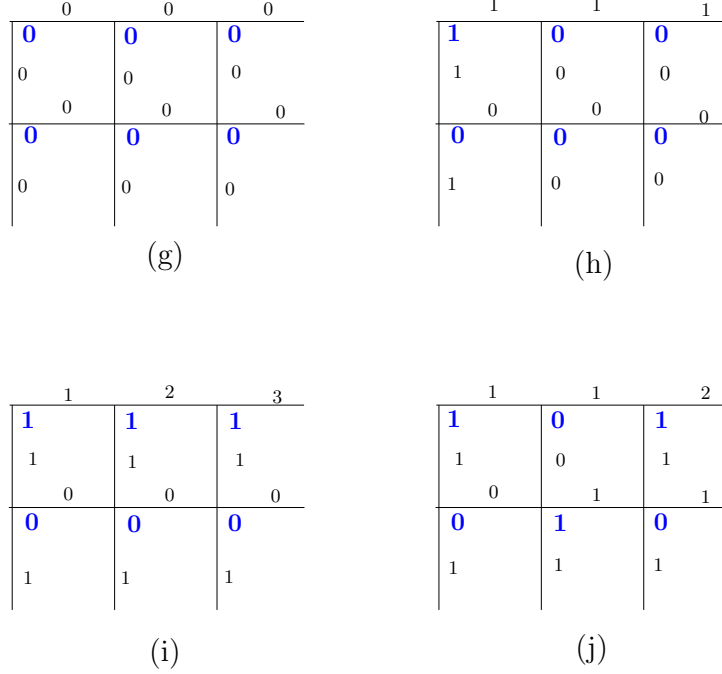 0 0 0 1 1 1
0 0 0 1 0 0
0 0 0 1 0 0
0 0 0 0 0 0
0 0 0 0 0 0
0 0 0 1 0 0
(g) (h)
1 2 3 1 1 2
1 1 1 1 0 1
1 1 1 1 0 1
0 0 0 0 1 1
0 0 0 0 1 0
1 1 1 1 1 1
(i) (j)